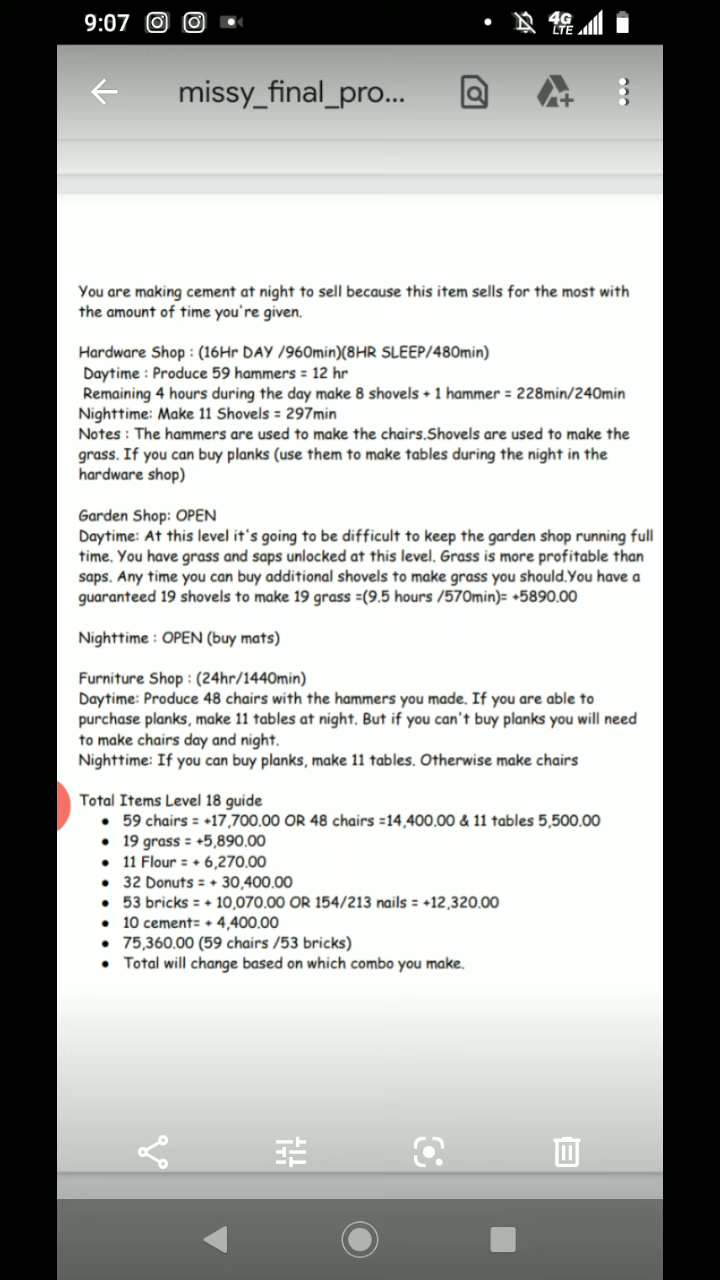 9:07
4G
LTE
missy_final_pro...
You are making cement at night to sell because this item sells for the most with
the amount of time you're given.
Hardware Shop : (16Hr DAY /960min)(8HR SLEEP/480min)
Daytime : Produce 59 hammers = 12 hr
Remaining 4 hours during the day make 8 shovels + 1 hammer = 228min/240min
Nighttime: Make 11 Shovels = 297min
Notes : The hammers are used to make the chairs.Shovels are used to make the
grass. If you can buy planks (use them to make tables during the night in the
hardware shop)
Garden Shop: OPEN
Daytime: At this level it's going to be difficult to keep the garden shop running full
time. You have grass and saps unlocked at this level. Grass is more profitable than
saps. Any time you can buy additional shovels to make grass you should.You have a
guaranteed 19 shovels to make 19 grass =(9.5 hours /570min)= +5890.00
Nighttime : OPEN (buy mats)
Furniture Shop : (24hr/1440min)
Daytime: Produce 48 chairs with the hammers you made. If you are able to
purchase planks, make 11 tables at night. But if you can't buy planks you will need
to make chairs day and night.
Nighttime: If you can buy planks, make 11 tables. Otherwise make chairs
Total Items Level 18 guide
• 59 chairs = +17,700.00 OR 48 chairs =14,400.00 & 11 tables 5,500.00
• 19 grass = +5,890.00
• 11 Flour = + 6,270.00
• 32 Donuts = + 30,400.00
• 53 bricks = + 10,070.00 OR 154/213 nails = +12,320.00
• 10 cement= + 4,400.00
• 75,360.00 (59 chairs /53 bricks)
• Total will change based on which combo you make.